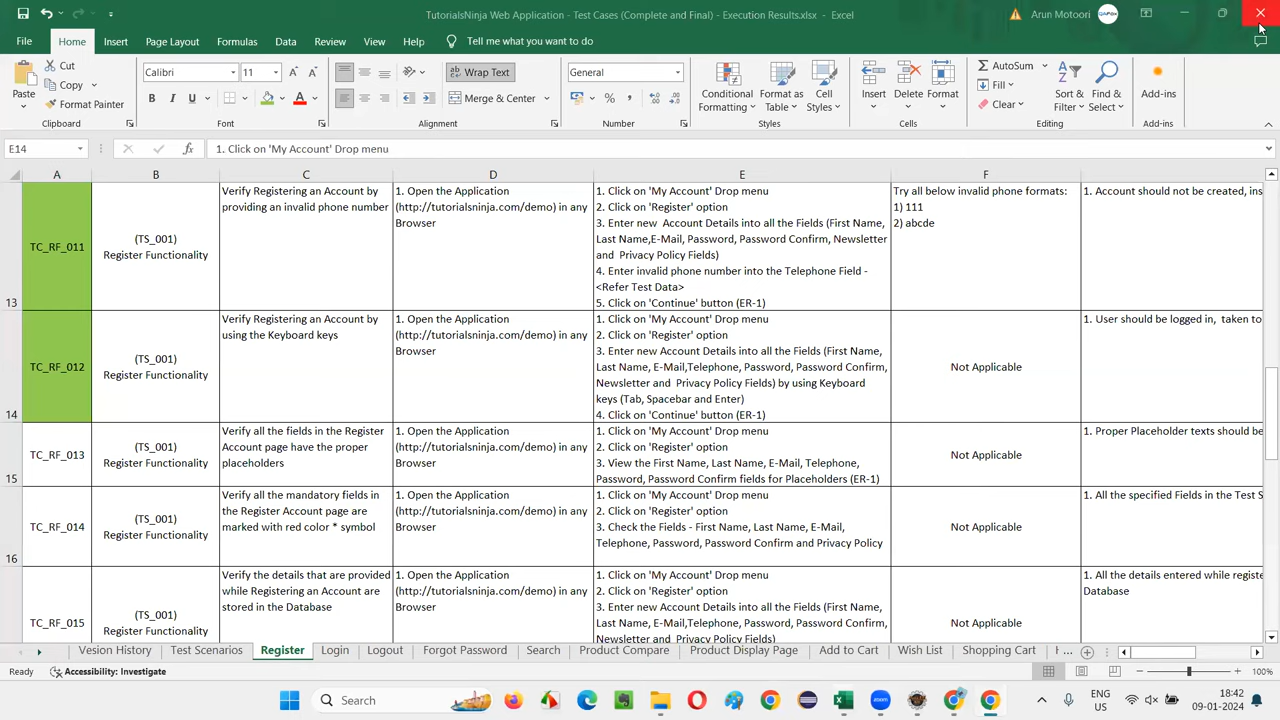 TutorialsNinja Web Application - Test Cases (Complete and Final) - Execution Results.xlsx - Excel
Arun Motoori
QAFox
File
Home
Insert
Page Layout
Formulas
Data
Review
View
Help
Tell me what you want to do
Paste
Cut
Copy
Format Painter
Clipboard
Calibri
11
B
I
U
Font
Wrap Text
Merge & Center
Alignment
General
%
Number
Conditional
Formatting
Format as
Table
Cell
Styles
Styles
Insert
Delete
Format
Cells
AutoSum
Fill
Clear
Sort &
Filter
Find &
Select
Editing
Add-ins
Add-ins
E14
fx
1. Click on 'My Account' Drop menu
A
B
C
D
E
F
13
TC_RF_011
(TS_001)
Register Functionality
Verify Registering an Account by
providing an invalid phone number
1. Open the Application
(http://tutorialsninja.com/demo) in any
Browser
1. Click on 'My Account' Drop menu
2. Click on 'Register' option
3. Enter new Account Details into all the Fields (First Name,
Last Name,E-Mail, Password, Password Confirm, Newsletter
and Privacy Policy Fields)
4. Enter invalid phone number into the Telephone Field -
<Refer Test Data>
5. Click on 'Continue' button (ER-1)
Try all below invalid phone formats:
1) 111
2) abcde
1. Account should not be created, ins
14
TC_RF_012
(TS_001)
Register Functionality
Verify Registering an Account by
using the Keyboard keys
1. Open the Application
(http://tutorialsninja.com/demo) in any
Browser
1. Click on 'My Account' Drop menu
2. Click on 'Register' option
3. Enter new Account Details into all the Fields (First Name,
Last Name, E-Mail,Telephone, Password, Password Confirm,
Newsletter and Privacy Policy Fields) by using Keyboard
keys (Tab, Spacebar and Enter)
4. Click on 'Continue' button (ER-1)
Not Applicable
1. User should be logged in, taken to
15
TC_RF_013
(TS_001)
Register Functionality
Verify all the fields in the Register
Account page have the proper
placeholders
1. Open the Application
(http://tutorialsninja.com/demo) in any
Browser
1. Click on 'My Account' Drop menu
2. Click on 'Register' option
3. View the First Name, Last Name, E-Mail, Telephone,
Password, Password Confirm fields for Placeholders (ER-1)
Not Applicable
1. Proper Placeholder texts should be
16
TC_RF_014
(TS_001)
Register Functionality
Verify all the mandatory fields in
the Register Account page are
marked with red color * symbol
1. Open the Application
(http://tutorialsninja.com/demo) in any
Browser
1. Click on 'My Account' Drop menu
2. Click on 'Register' option
3. Check the Fields - First Name, Last Name, E-Mail,
Telephone, Password, Password Confirm and Privacy Policy
Not Applicable
1. All the specified Fields in the Test S
TC_RF_015
(TS_001)
Register Functionality
Verify the details that are provided
while Registering an Account are
stored in the Database
1. Open the Application
(http://tutorialsninja.com/demo) in any
Browser
1. Click on 'My Account' Drop menu
2. Click on 'Register' option
3. Enter new Account Details into all the Fields (First Name,
Last Name, E-Mail,Telephone, Password, Password Confirm,
Newsletter and Privacy Policy Fields)
Not Applicable
1. All the details entered while registe
Database
Vesion History
Test Scenarios
Register
Login
Logout
Forgot Password
Search
Product Compare
Product Display Page
Add to Cart
Wish List
Shopping Cart
H ...
Ready
Accessibility: Investigate
100%
Search
ENG
US
18:42
09-01-2024